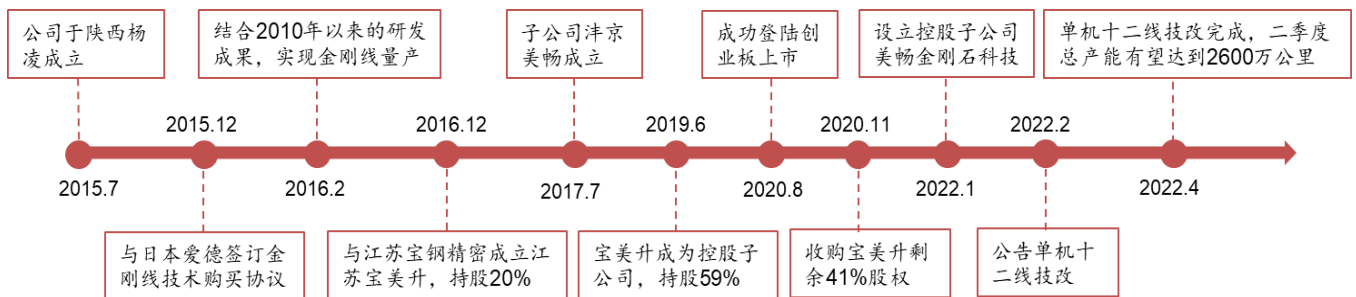 公司于陕西杨
凌成立
结合2010年以来的研发
成果，实现金刚线量产
子公司沣京
美畅成立
成功登陆创
业板上市
设立控股子公司
美畅金刚石科技
单机十二线技改完成，二季度
总产能有望达到2600万公里
2015.12
2016.12
2019.6
2020.11
2022.2
2015.7
2016.2
2017.7
2020.8
2022.1
2022.4
与日本爱德签订金
刚线技术购买协议
与江苏宝钢精密成立江
苏宝美升，持股20%
宝美升成为控股子
公司，持股59%
收购宝美升剩
余41%股权
公告单机十
二线技改